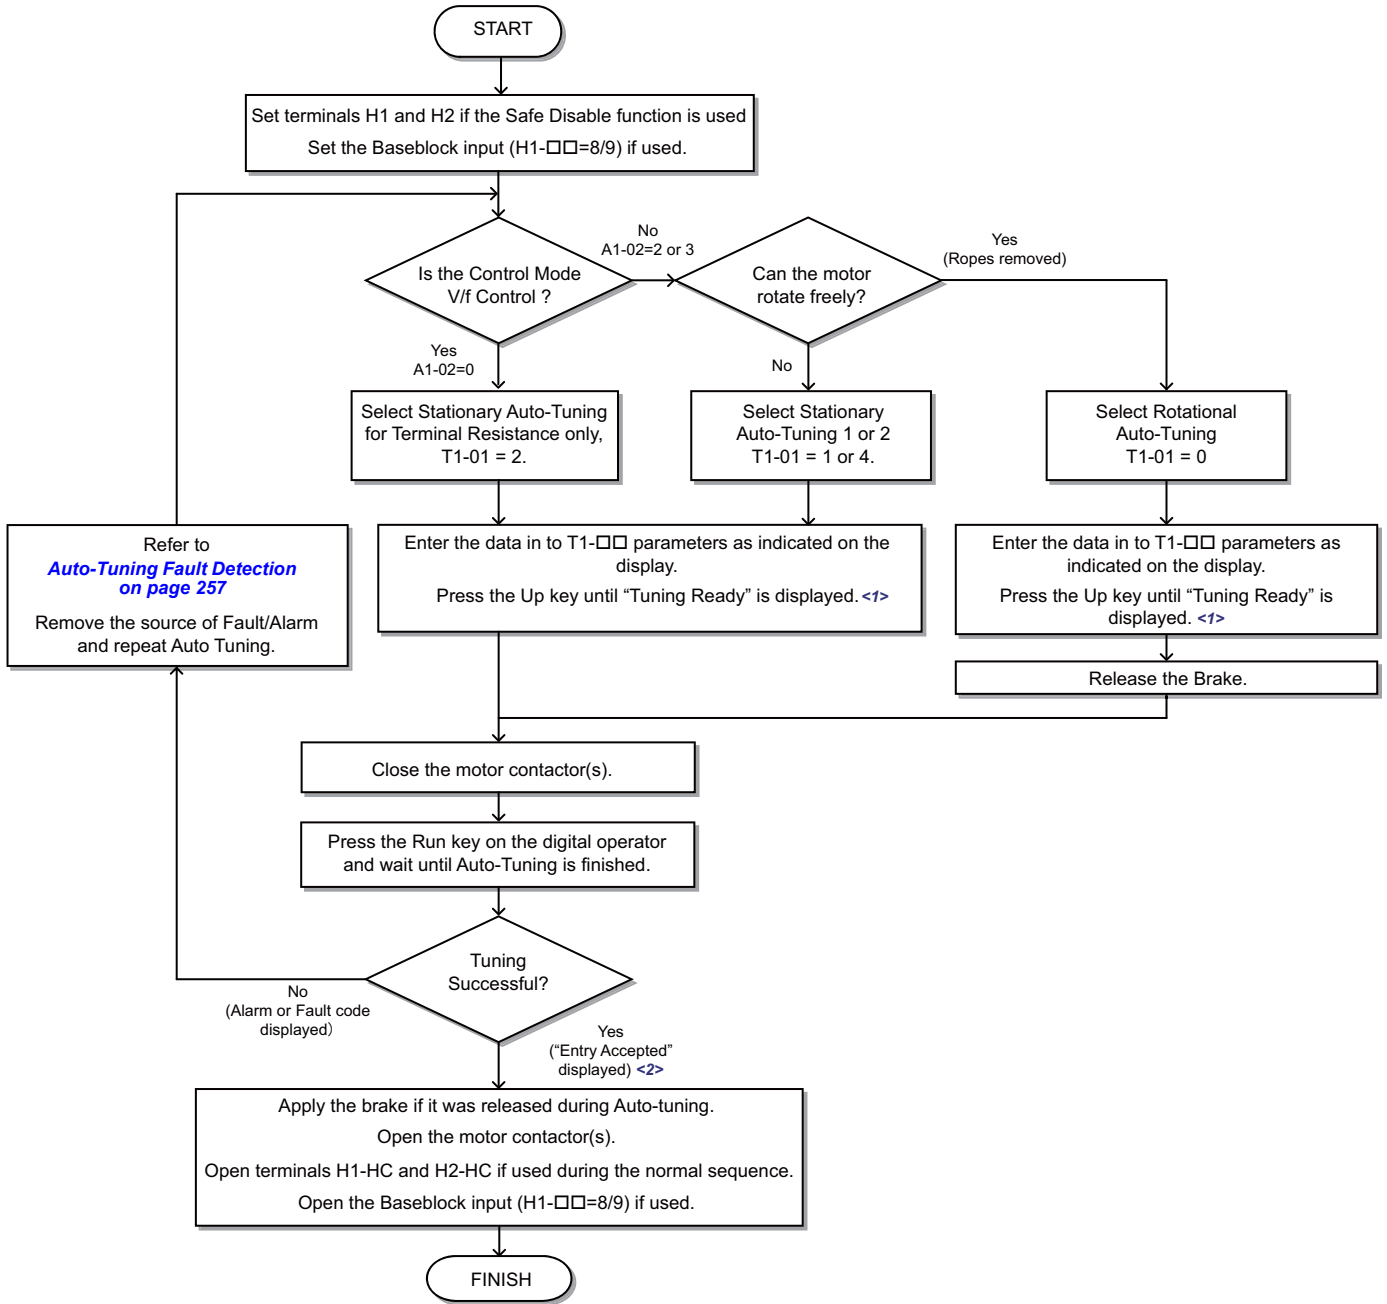 START
Set terminals H1 and H2 if the Safe Disable function is used
Set the Baseblock input (H1-☐☐=8/9) if used.
Is the Control Mode
V/f Control ?
No
A1-02=2 or 3
Can the motor
rotate freely?
Yes
(Ropes removed)
Yes
A1-02=0
No
Select Stationary Auto-Tuning
for Terminal Resistance only,
T1-01 = 2.
Select Stationary
Auto-Tuning 1 or 2
T1-01 = 1 or 4.
Select Rotational
Auto-Tuning
T1-01 = 0
Refer to
Auto-Tuning Fault Detection
on page 257
Remove the source of Fault/Alarm
and repeat Auto Tuning.
Enter the data in to T1-☐☐ parameters as indicated on the
display.
Press the Up key until “Tuning Ready” is displayed. <1>
Enter the data in to T1-☐☐ parameters as
indicated on the display.
Press the Up key until “Tuning Ready” is
displayed. <1>
Release the Brake.
Close the motor contactor(s).
Press the Run key on the digital operator
and wait until Auto-Tuning is finished.
Tuning
Successful?
No
(Alarm or Fault code
displayed)
Yes
(“Entry Accepted”
displayed) <2>
Apply the brake if it was released during Auto-tuning.
Open the motor contactor(s).
Open terminals H1-HC and H2-HC if used during the normal sequence.
Open the Baseblock input (H1-☐☐=8/9) if used.
FINISH